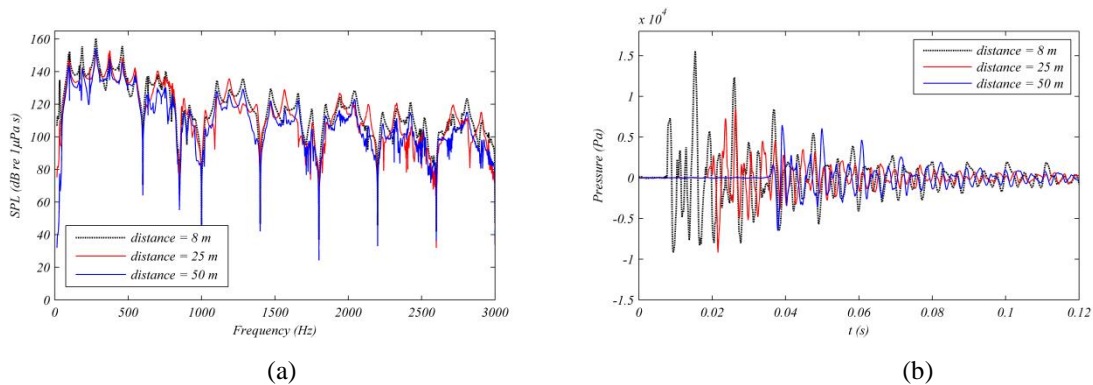 SPL (dB re 1μPa s)
160
140
120
100
80
60
40
20
0
distance = 8 m
distance = 25 m
distance = 50 m
0 500 1000 1500 2000 2500 3000
Frequency (Hz)
(a)
x 10⁴
Pressure (Pa)
1.5
1
0.5
0
-0.5
-1
-1.5
distance = 8 m
distance = 25 m
distance = 50 m
0 0.02 0.04 0.06 0.08 0.1 0.12
t (s)
(b)